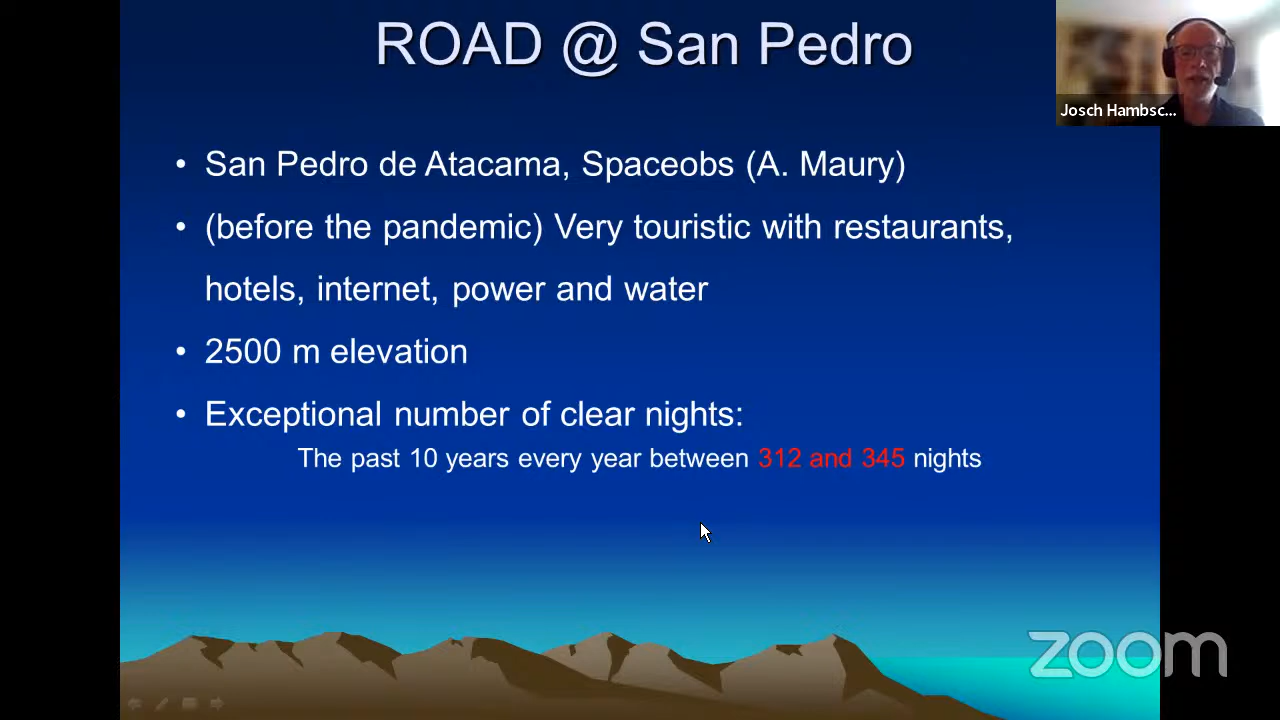 ROAD @ San Pedro
Josch Hambsc...
• San Pedro de Atacama, Spaceobs (A. Maury)
• (before the pandemic) Very touristic with restaurants,
hotels, internet, power and water
• 2500 m elevation
• Exceptional number of clear nights:
The past 10 years every year between 312 and 345 nights
zoom